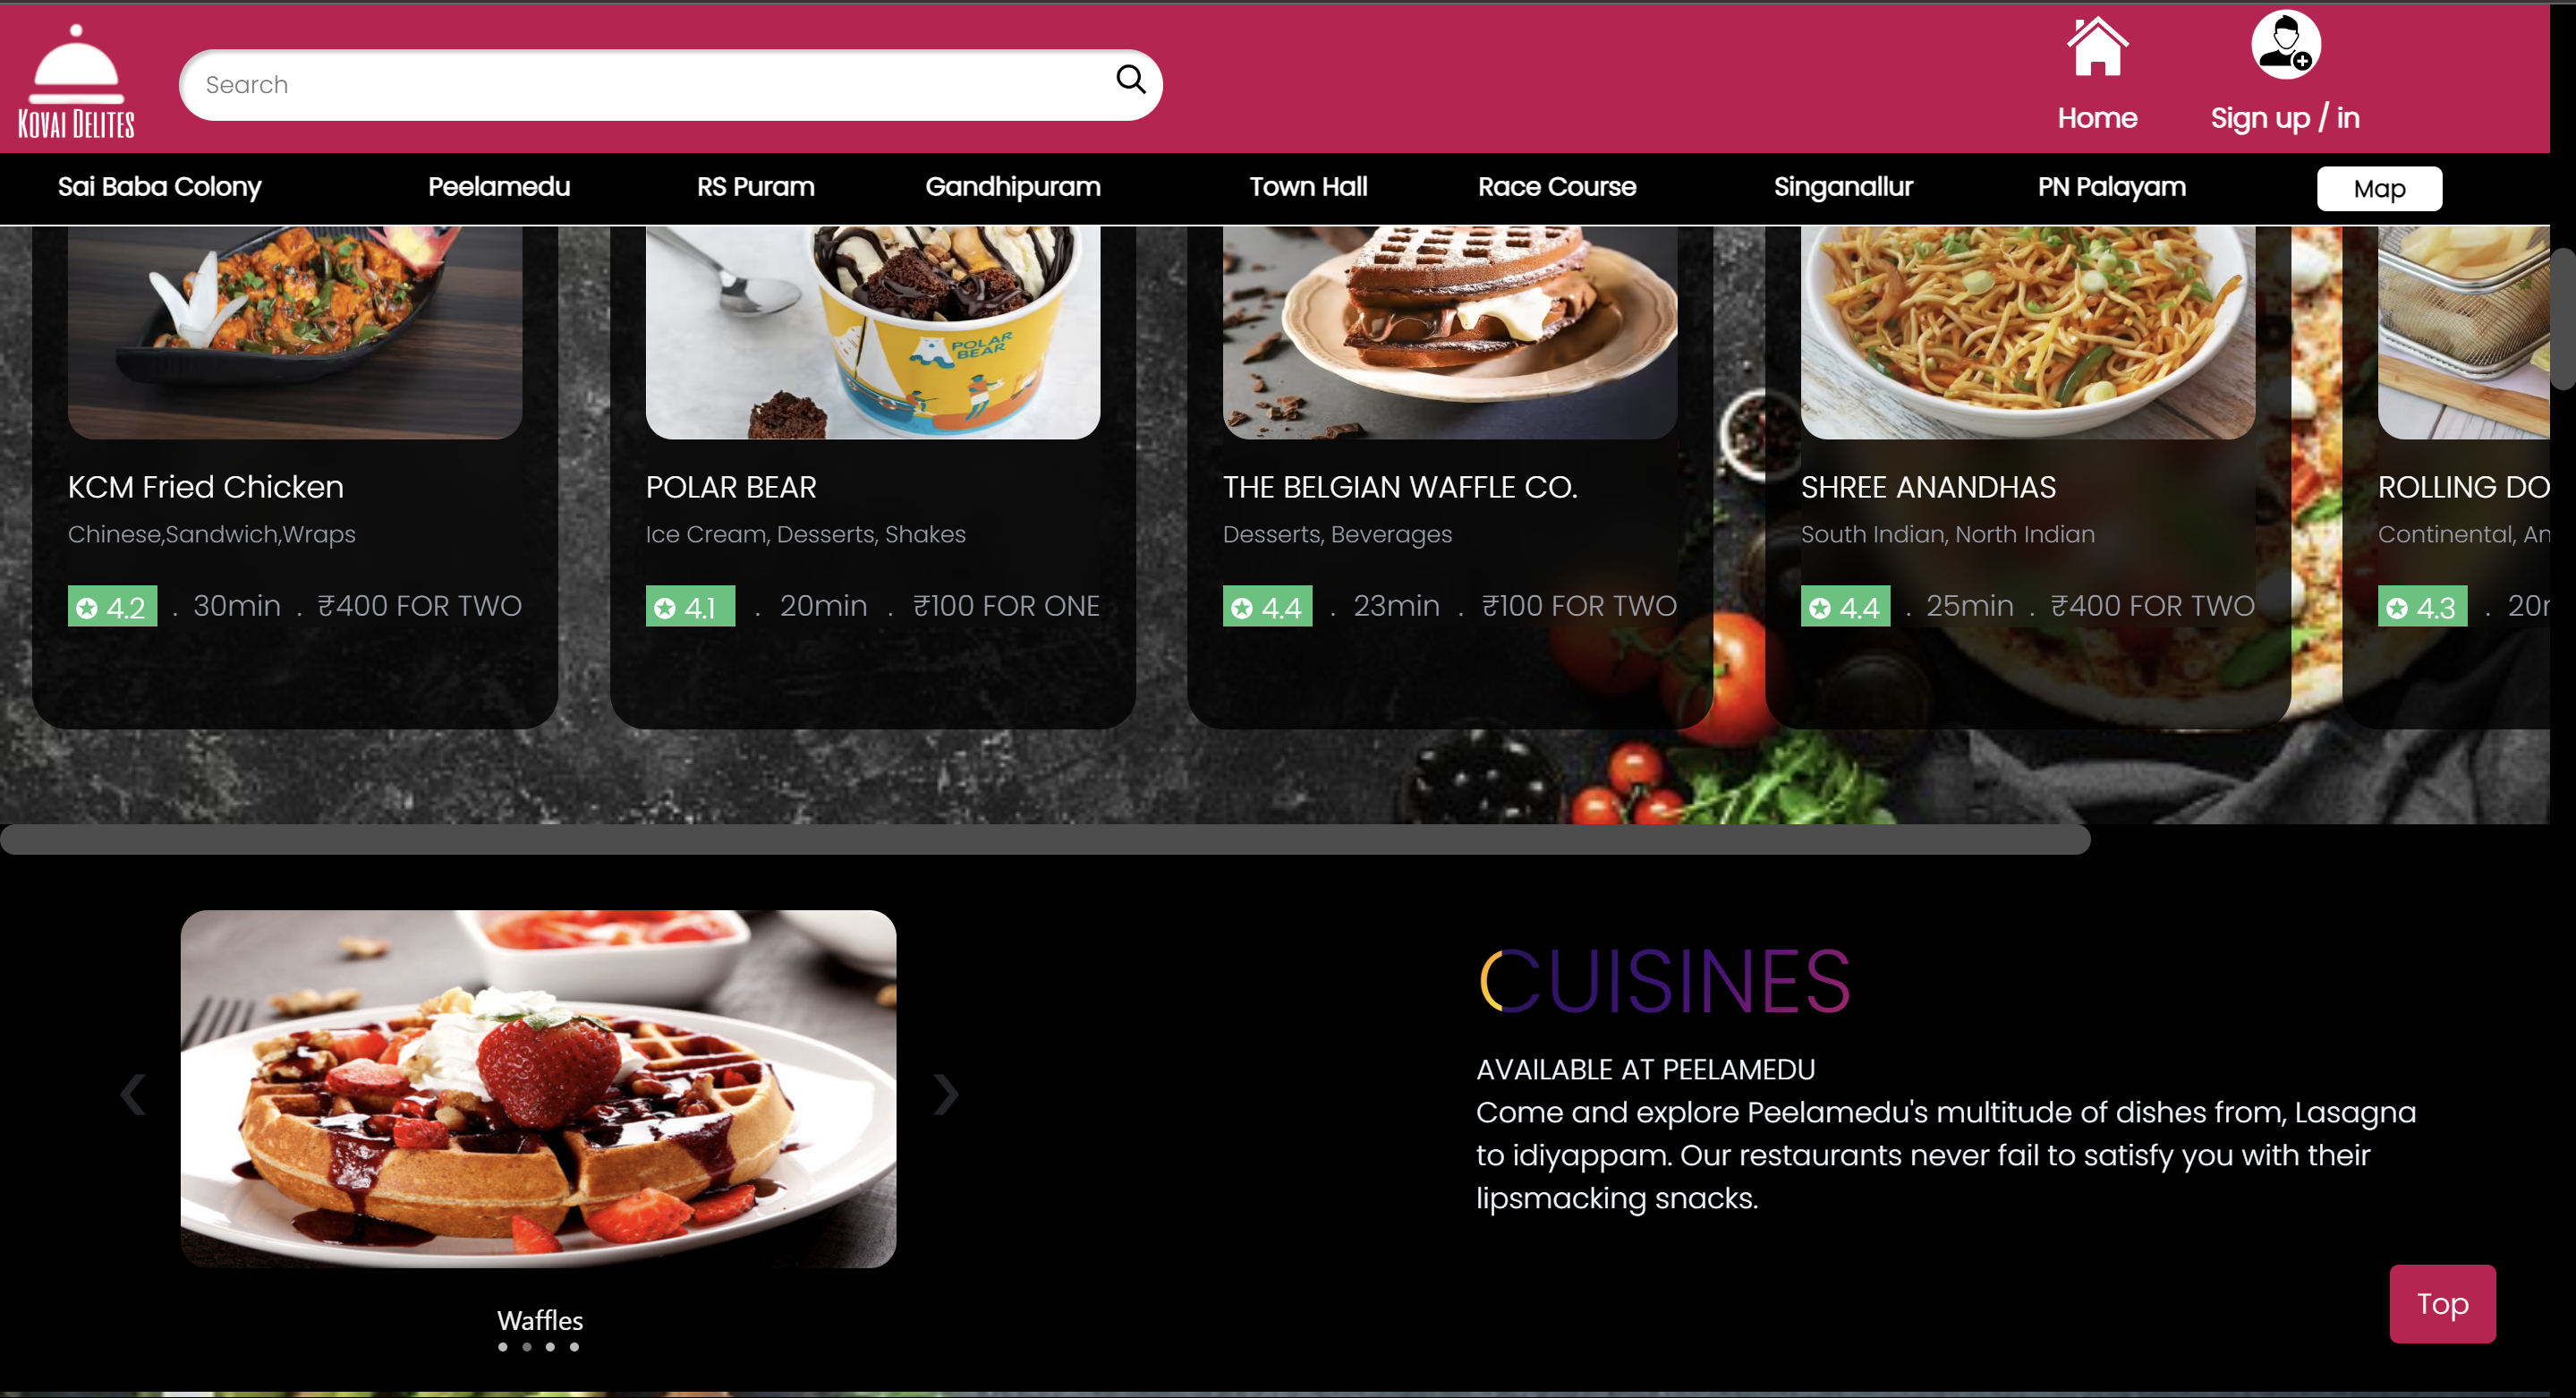 KOVAI DELITES
Search
Home
Sign up / in
Sai Baba Colony
Peelamedu
RS Puram
Gandhipuram
Town Hall
Race Course
Singanallur
PN Palayam
Map
POLAR
BEAR
KCM Fried Chicken
Chinese,Sandwich,Wraps
4.2 . 30min . ₹400 FOR TWO
POLAR BEAR
Ice Cream, Desserts, Shakes
4.1 . 20min . ₹100 FOR ONE
THE BELGIAN WAFFLE CO.
Desserts, Beverages
4.4 . 23min . ₹100 FOR TWO
SHREE ANANDHAS
South Indian, North Indian
4.4 . 25min . ₹400 FOR TWO
ROLLING
Continental,
4.3 .
Waffles
CUISINES
AVAILABLE AT PEELAMEDU
Come and explore Peelamedu's multitude of dishes from, Lasagna
to idiyappam. Our restaurants never fail to satisfy you with their
lipsmacking snacks.
Top